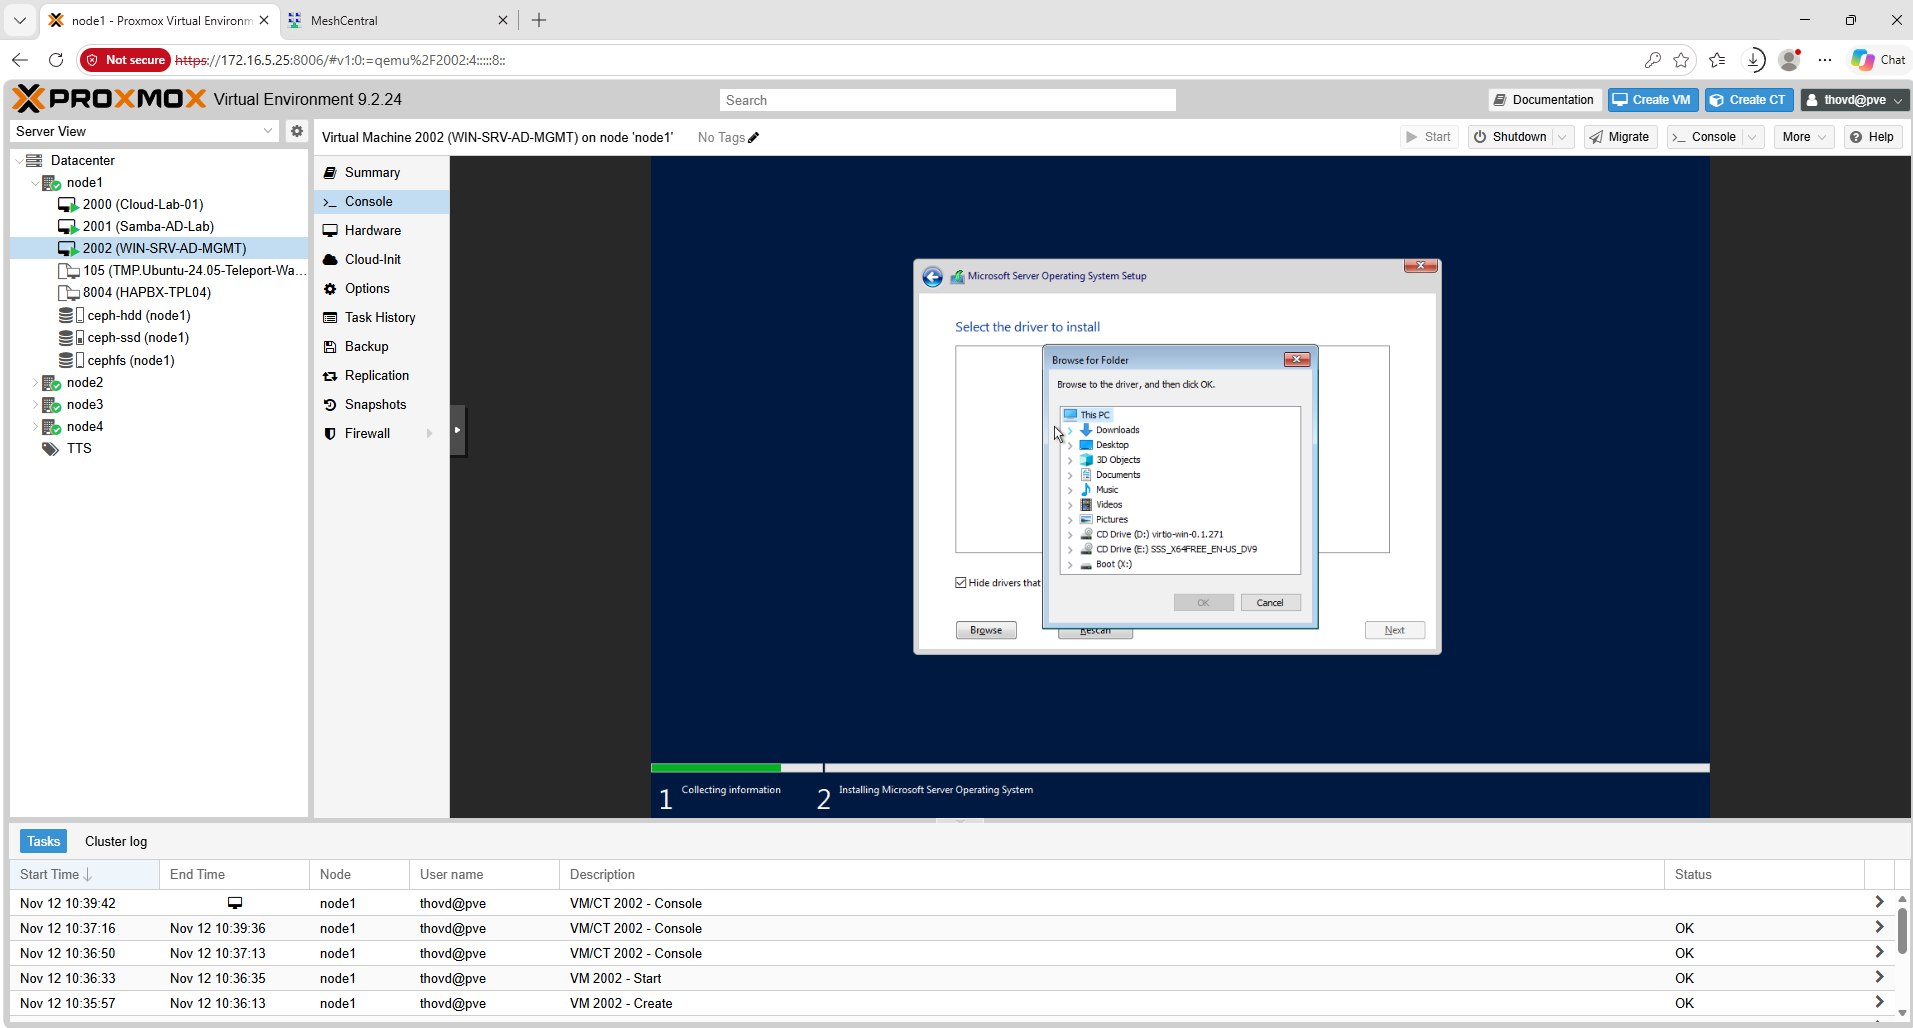 node1 - Proxmox Virtual Environm
MeshCentral
Not secure
https://172.16.5.25:8006/#v1:0:=qemu%2F2002:4:::::8::
Chat
PROXMOX Virtual Environment 9.2.24
Search
Documentation
Create VM
Create CT
thovd@pve
Server View
Virtual Machine 2002 (WIN-SRV-AD-MGMT) on node 'node1'
No Tags
Start
Shutdown
Migrate
Console
More
Help
Datacenter
node1
2000 (Cloud-Lab-01)
2001 (Samba-AD-Lab)
2002 (WIN-SRV-AD-MGMT)
105 (TMP.Ubuntu-24.05-Teleport-Wa...
8004 (HAPBX-TPL04)
ceph-hdd (node1)
ceph-ssd (node1)
cephfs (node1)
node2
node3
node4
TTS
Summary
Console
Hardware
Cloud-Init
Options
Task History
Backup
Replication
Snapshots
Firewall
Microsoft Server Operating System Setup
Select the driver to install
Browse for Folder
Browse to the driver, and then click OK.
This PC
Downloads
Desktop
3D Objects
Documents
Music
Videos
Pictures
CD Drive (D:) virtio-win-0.1.271
CD Drive (E:) SSS_X64FREE_EN-US_DV9
Boot (X:)
OK
Cancel
Hide drivers that
Browse
Rescan
Next
1 Collecting information
2 Installing Microsoft Server Operating System
Tasks
Cluster log
Start Time
End Time
Node
User name
Description
Status
Nov 12 10:39:42 node1 thovd@pve VM/CT 2002 - Console
Nov 12 10:37:16 Nov 12 10:39:36 node1 thovd@pve VM/CT 2002 - Console OK
Nov 12 10:36:50 Nov 12 10:37:13 node1 thovd@pve VM/CT 2002 - Console OK
Nov 12 10:36:33 Nov 12 10:36:35 node1 thovd@pve VM 2002 - Start OK
Nov 12 10:35:57 Nov 12 10:36:13 node1 thovd@pve VM 2002 - Create OK